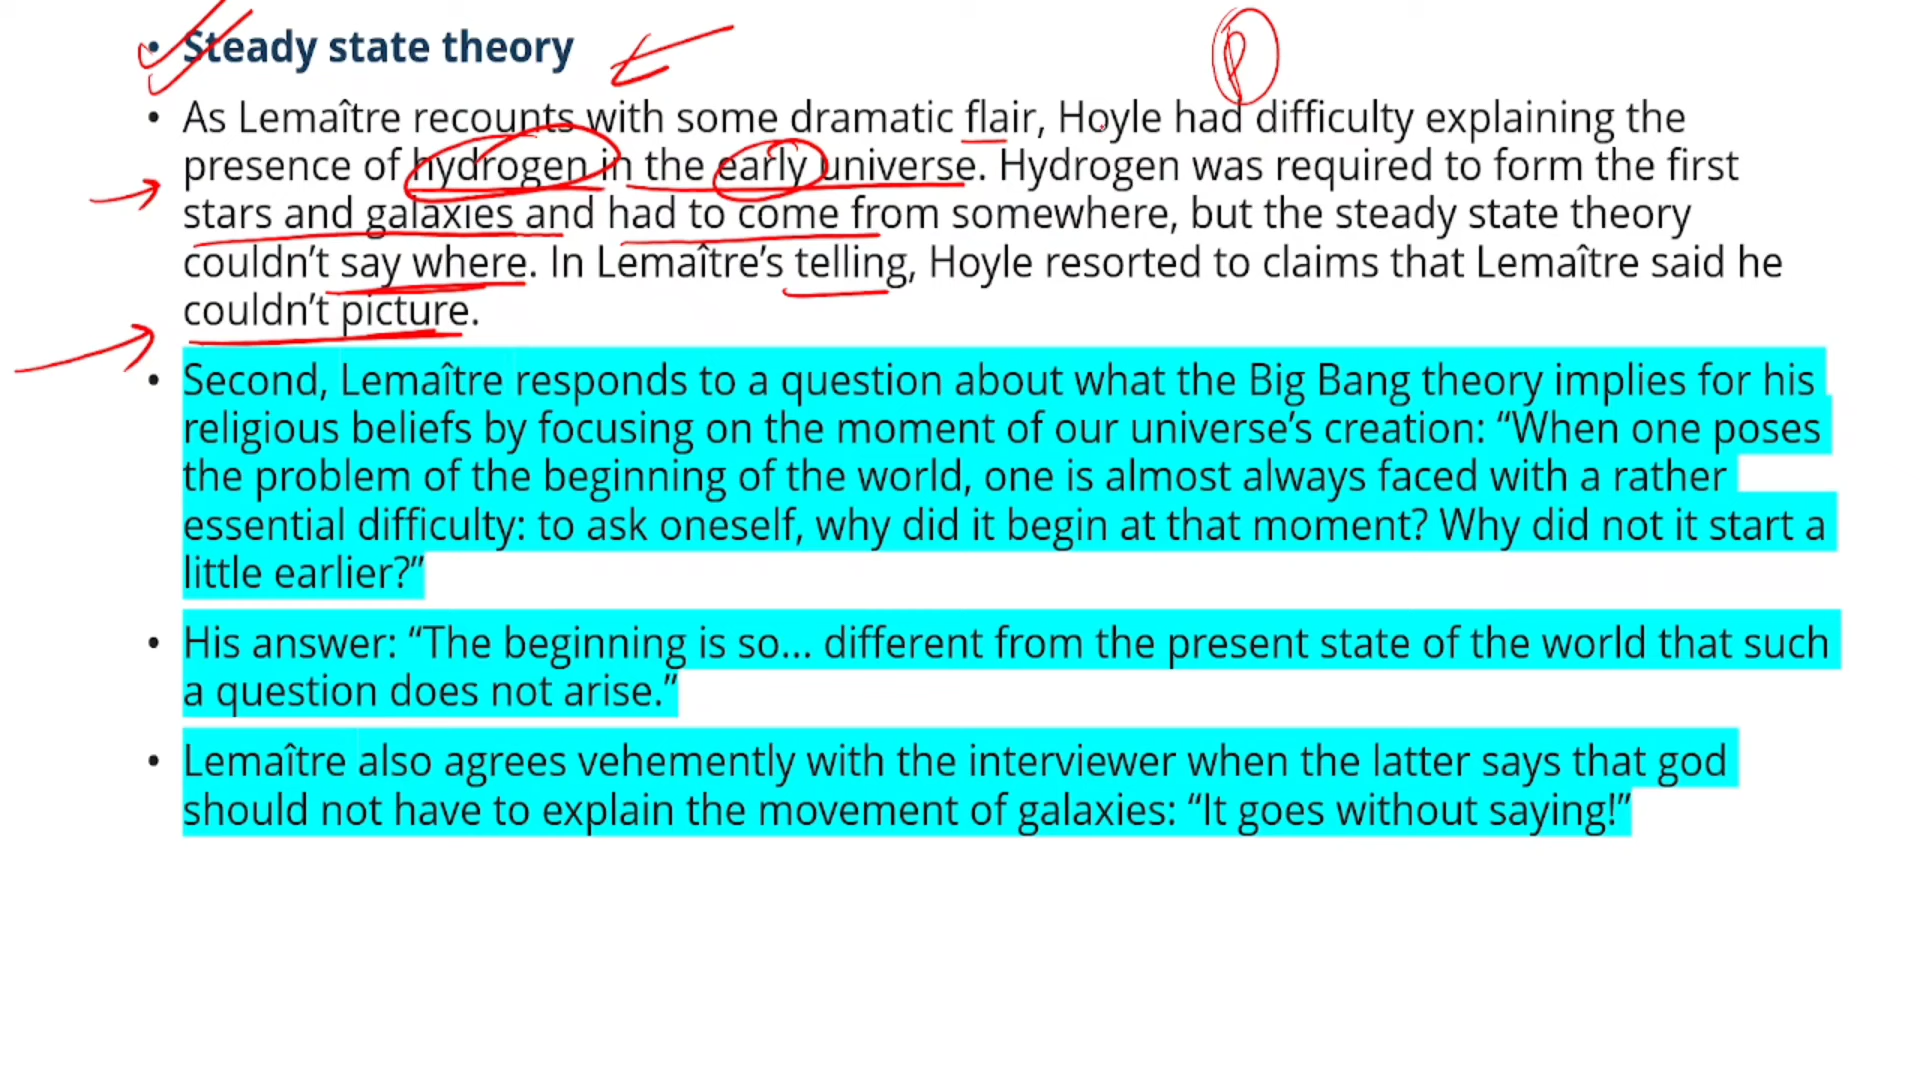 • Steady state theory
• As Lemaître recounts with some dramatic flair, Hoyle had difficulty explaining the
presence of hydrogen in the early universe. Hydrogen was required to form the first
stars and galaxies and had to come from somewhere, but the steady state theory
couldn’t say where. In Lemaître’s telling, Hoyle resorted to claims that Lemaître said he
couldn’t picture.
• Second, Lemaître responds to a question about what the Big Bang theory implies for his
religious beliefs by focusing on the moment of our universe’s creation: “When one poses
the problem of the beginning of the world, one is almost always faced with a rather
essential difficulty: to ask oneself, why did it begin at that moment? Why did not it start a
little earlier?”
• His answer: “The beginning is so... different from the present state of the world that such
a question does not arise.”
• Lemaître also agrees vehemently with the interviewer when the latter says that god
should not have to explain the movement of galaxies: “It goes without saying!”